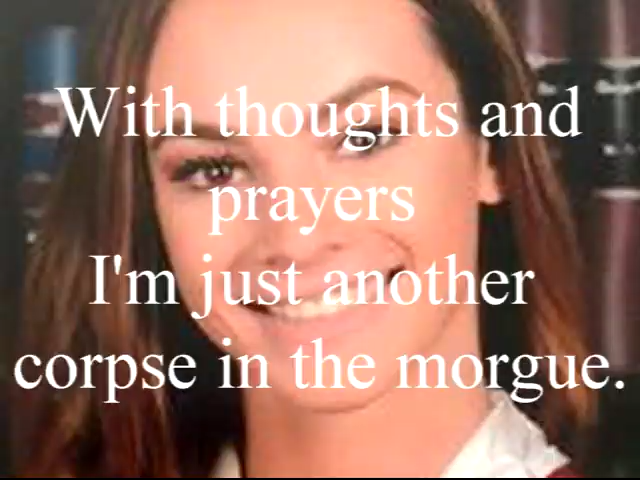 With thoughts and
prayers
I'm just another
corpse in the morgue.